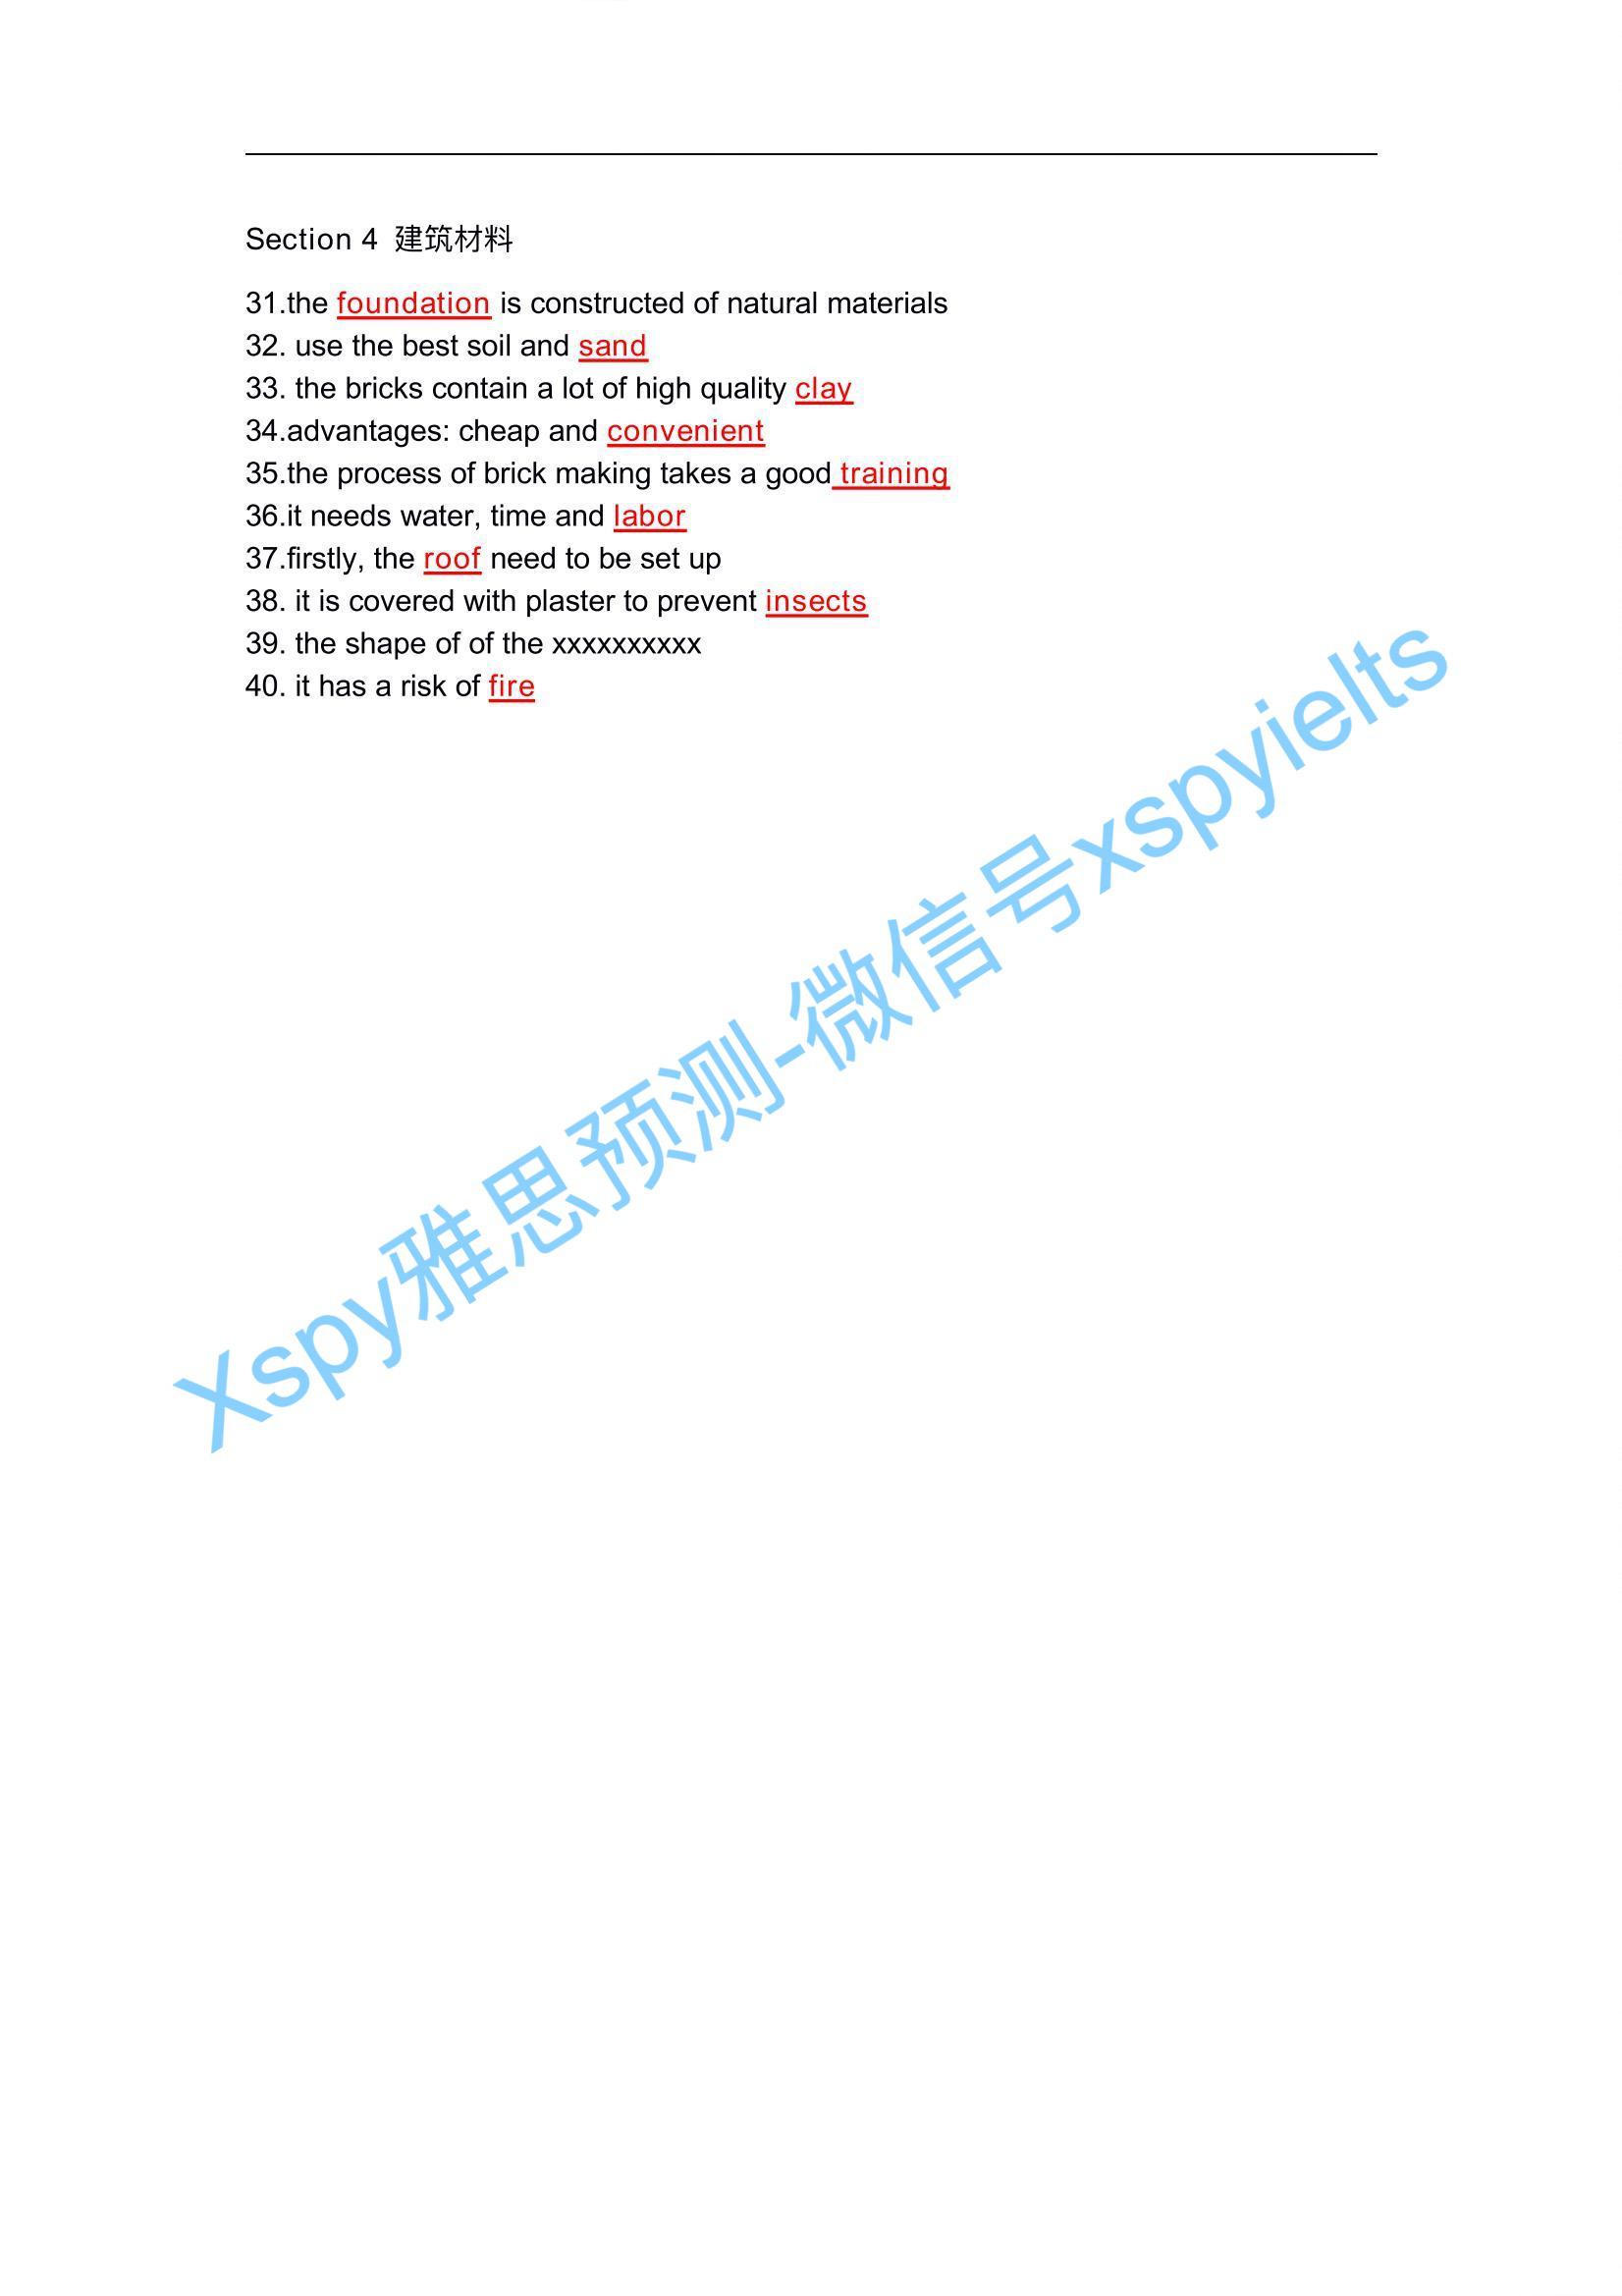 Section 4 建筑材料
31.the foundation is constructed of natural materials
32. use the best soil and sand
33. the bricks contain a lot of high quality clay
34.advantages: cheap and convenient
35.the process of brick making takes a good training
36.it needs water, time and labor
37.firstly, the roof need to be set up
38. it is covered with plaster to prevent insects
39. the shape of of the xxxxxxxxxx
40. it has a risk of fire
Xspy雅思预测-微信号xspyielts